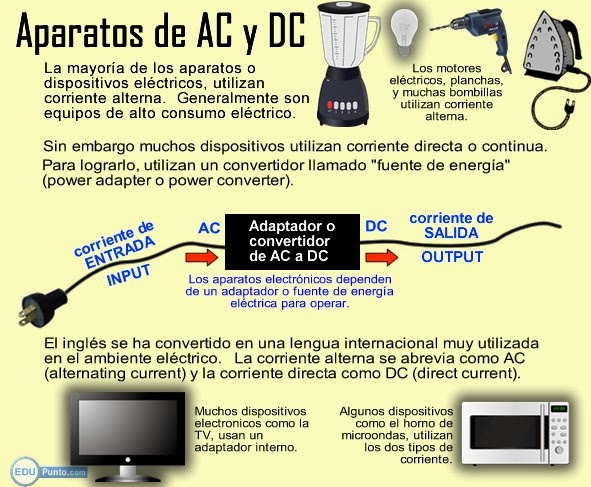 Aparatos de AC y DC
La mayoría de los aparatos o
dispositivos eléctricos, utilizan
corriente alterna.  Generalmente son
equipos de alto consumo eléctrico.
Los motores
eléctricos, planchas,
y muchas bombillas
utilizan corriente
alterna.
Sin embargo muchos dispositivos utilizan corriente directa o continua.
Para lograrlo, utilizan un convertidor llamado "fuente de energía"
(power adapter o power converter).
corriente de
ENTRADA
INPUT
AC
Adaptador o
convertidor
de AC a DC
DC
corriente de
SALIDA
OUTPUT
Los aparatos electrónicos dependen
de un adaptador o fuente de energía
eléctrica para operar.
El inglés se ha convertido en una lengua internacional muy utilizada
en el ambiente eléctrico.   La corriente alterna se abrevia como AC
(alternating current) y la corriente directa como DC (direct current).
Muchos dispositivos
electronicos como la
TV, usan un
adaptador interno.
Algunos dispositivos
como el horno de
microondas, utilizan
los dos tipos de
corriente.
EDU Punto.com